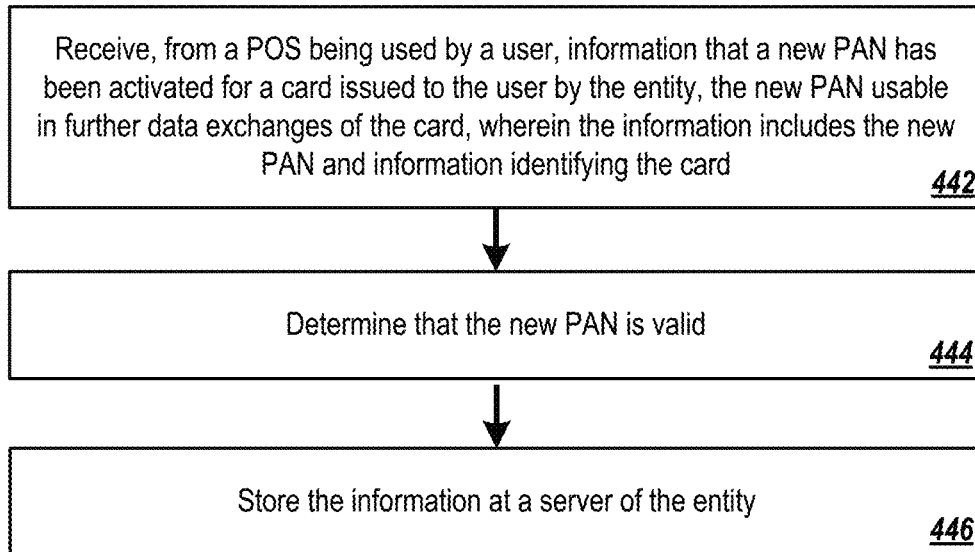 Receive, from a POS being used by a user, information that a new PAN has
been activated for a card issued to the user by the entity, the new PAN usable
in further data exchanges of the card, wherein the information includes the new
PAN and information identifying the card
442
Determine that the new PAN is valid
444
Store the information at a server of the entity
446